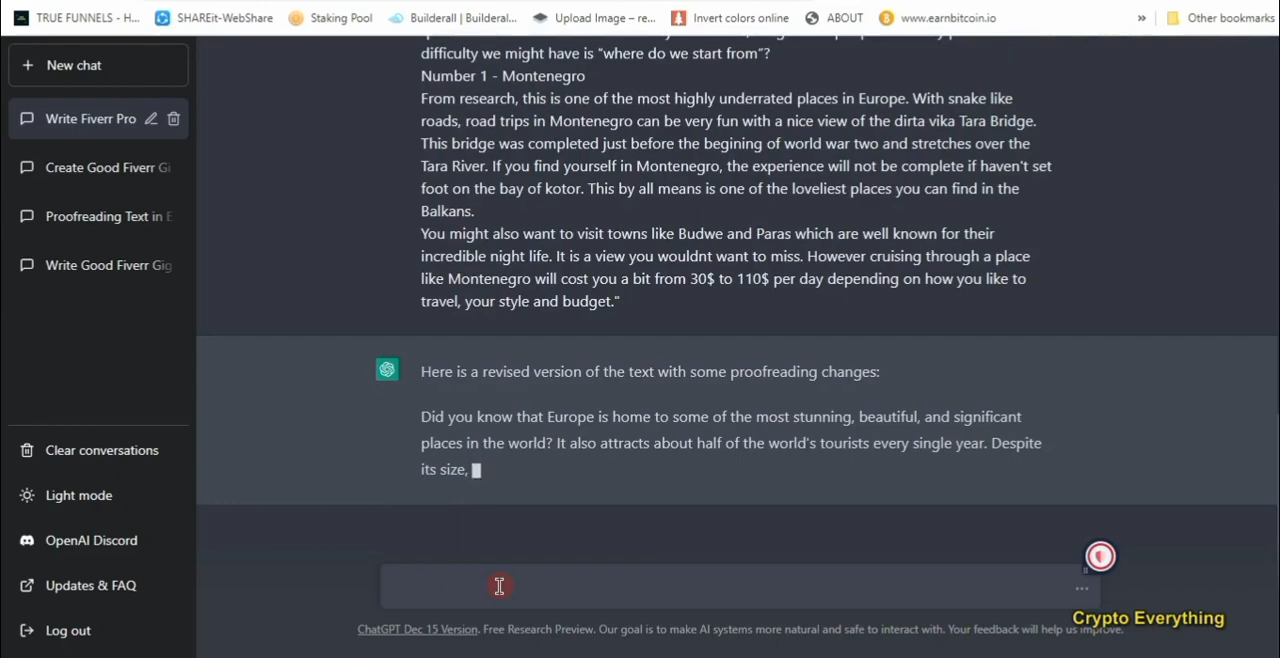 TRUE FUNNELS - H...
SHAREit-WebShare
Staking Pool
Builderall | Builderal...
Upload Image – re...
Invert colors online
ABOUT
www.earnbitcoin.io
»
Other bookmarks
+ New chat
Write Fiverr Pro
Create Good Fiverr Gi
Proofreading Text in E
Write Good Fiverr Gig
Clear conversations
Light mode
OpenAI Discord
Updates & FAQ
Log out
difficulty we might have is "where do we start from"?
Number 1 - Montenegro
From research, this is one of the most highly underrated places in Europe. With snake like
roads, road trips in Montenegro can be very fun with a nice view of the dirta vika Tara Bridge.
This bridge was completed just before the begining of world war two and stretches over the
Tara River. If you find yourself in Montenegro, the experience will not be complete if haven't set
foot on the bay of kotor. This by all means is one of the loveliest places you can find in the
Balkans.
You might also want to visit towns like Budwe and Paras which are well known for their
incredible night life. It is a view you wouldnt want to miss. However cruising through a place
like Montenegro will cost you a bit from 30$ to 110$ per day depending on how you like to
travel, your style and budget."
Here is a revised version of the text with some proofreading changes:
Did you know that Europe is home to some of the most stunning, beautiful, and significant
places in the world? It also attracts about half of the world's tourists every single year. Despite
its size,
...
Crypto Everything
ChatGPT Dec 15 Version. Free Research Preview. Our goal is to make AI systems more natural and safe to interact with. Your feedback will help us improve.